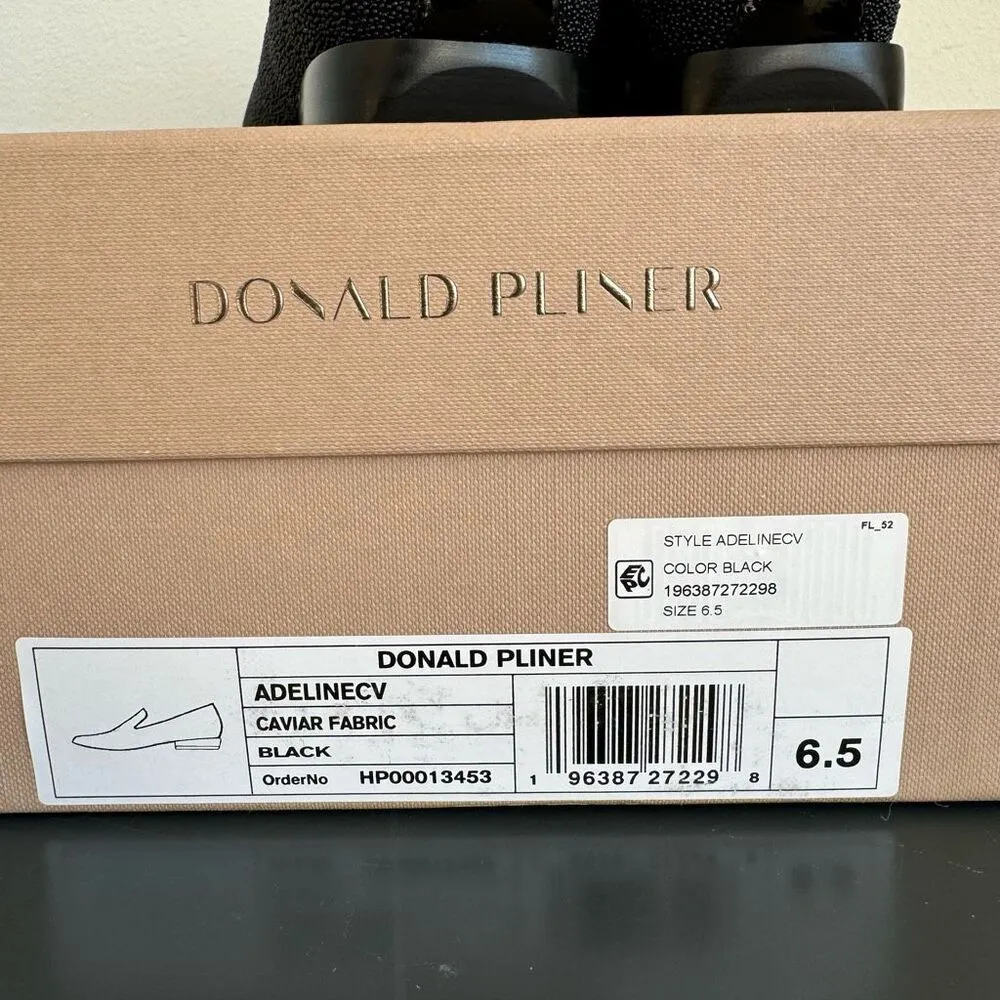 DONALD PLINER
FL_52
STYLE ADELINECV
COLOR BLACK
196387272298
SIZE 6.5
EPC
DONALD PLINER
ADELINECV
CAVIAR FABRIC
BLACK
OrderNo HP00013453
1 96387 27229 8
6.5